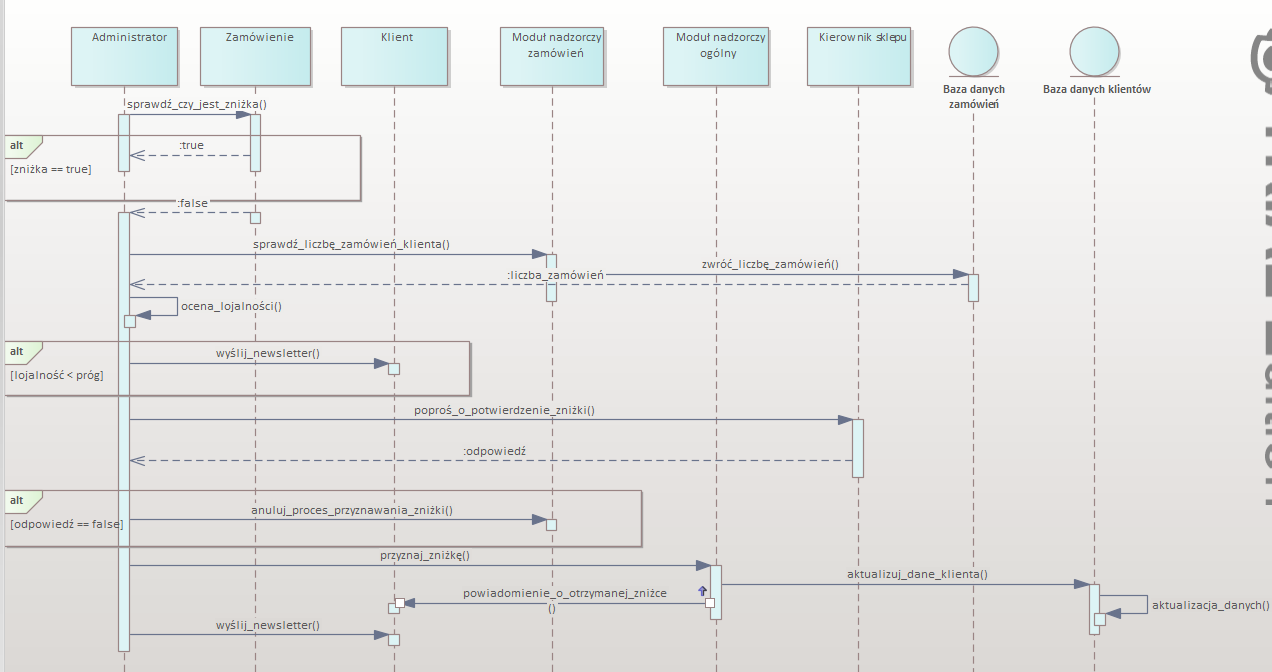 Administrator
Zamówienie
Klient
Moduł nadzorczy
zamówień
Moduł nadzorczy
ogólny
Kierownik sklepu
Baza danych
zamówień
Baza danych klientów
sprawdź_czy_jest_zniżka()
alt
:true
[zniżka == true]
:false
sprawdź_liczbę_zamówień_klienta()
zwróć_liczbę_zamówień()
:liczba_zamówień
ocena_lojalności()
alt
wyślij_newsletter()
[lojalność < próg]
poproś_o_potwierdzenie_zniżki()
:odpowiedź
alt
anuluj_proces_przyznawania_zniżki()
[odpowiedź == false]
przyznaj_zniżkę()
aktualizuj_dane_klienta()
powiadomienie_o_otrzymanej_zniżce
()
aktualizacja_danych()
wyślij_newsletter()